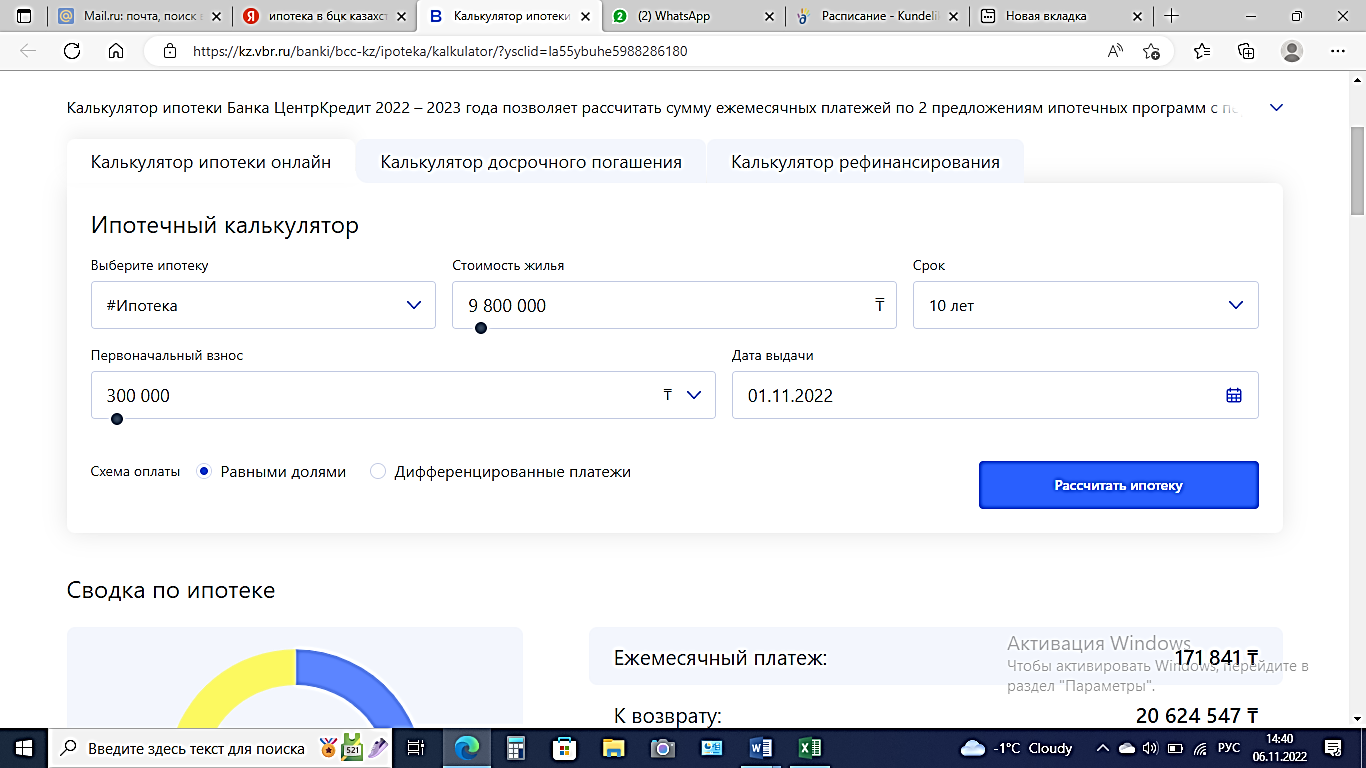 Mail.ru: почта, поиск
ипотека в бцк казахст
Калькулятор ипотеки
(2) WhatsApp
Расписание - Kundeli
Новая вкладка
https://kz.vbr.ru/banki/bcc-kz/ipoteka/kalkulator/?ysclid=la55ybuhe5988286180
Калькулятор ипотеки Банка ЦентрКредит 2022 – 2023 года позволяет рассчитать сумму ежемесячных платежей по 2 предложениям ипотечных программ с
Калькулятор ипотеки онлайн
Калькулятор досрочного погашения
Калькулятор рефинансирования
Ипотечный калькулятор
Выберите ипотеку
Стоимость жилья
Срок
#Ипотека
9 800 000 ₸
10 лет
Первоначальный взнос
Дата выдачи
300 000 ₸
01.11.2022
Схема оплаты
Равными долями
Дифференцированные платежи
Рассчитать ипотеку
Сводка по ипотеке
Ежемесячный платеж:
171 841 ₸
К возврату:
20 624 547 ₸
Активация Windows
Чтобы активировать Windows, перейдите в
раздел "Параметры".
Введите здесь текст для поиска
521
-1°C Cloudy
РУС
14:40
06.11.2022